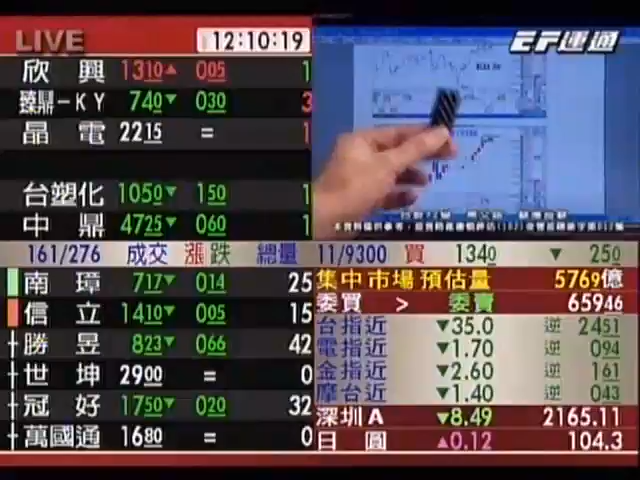 LIVE 12:10:19
欣興 1310▲ 005 1
臻鼎-KY 740▼ 030 3
晶電 2215 = 1
台塑化 1050▼ 150 1
中鼎 4725▼ 060 1
161/276 成交 漲跌 總量
南璋 717▼ 014 25
信立 1410▼ 005 15
勝昱 823▼ 066 42
世坤 2900 = 0
冠好 1750▼ 020 32
萬國通 1680 = 0
EF運通
11/9300 買 1340 ▼ 250
集中市場預估量 5769億
委買 > 委賣 65946
台指近 ▼35.0 逆 2451
電指近 ▼1.70 逆 094
金指近 ▼2.60 逆 161
摩台近 ▼1.40 逆 043
深圳A ▼8.49 2165.11
日圓 ▲0.12 104.3